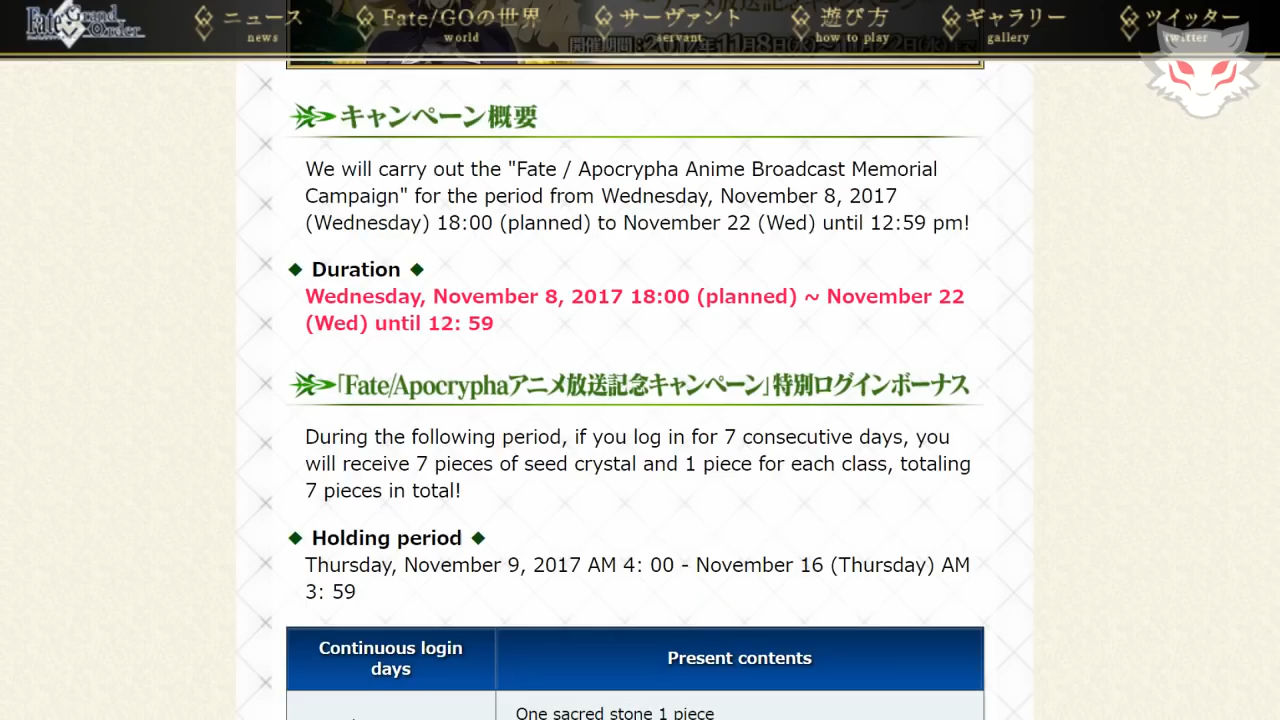 Fate Grand Order
ニュース
news
Fate/GOの世界
world
サーヴァント
servant
遊び方
how to play
ギャラリー
gallery
ツイッター
twitter
キャンペーン概要
We will carry out the "Fate / Apocrypha Anime Broadcast Memorial
Campaign" for the period from Wednesday, November 8, 2017
(Wednesday) 18:00 (planned) to November 22 (Wed) until 12:59 pm!
◆ Duration ◆
Wednesday, November 8, 2017 18:00 (planned) ~ November 22
(Wed) until 12: 59
「Fate/Apocryphaアニメ放送記念キャンペーン」特別ログインボーナス
During the following period, if you log in for 7 consecutive days, you
will receive 7 pieces of seed crystal and 1 piece for each class, totaling
7 pieces in total!
◆ Holding period ◆
Thursday, November 9, 2017 AM 4: 00 - November 16 (Thursday) AM
3: 59
Continuous login
days
Present contents
One sacred stone 1 piece